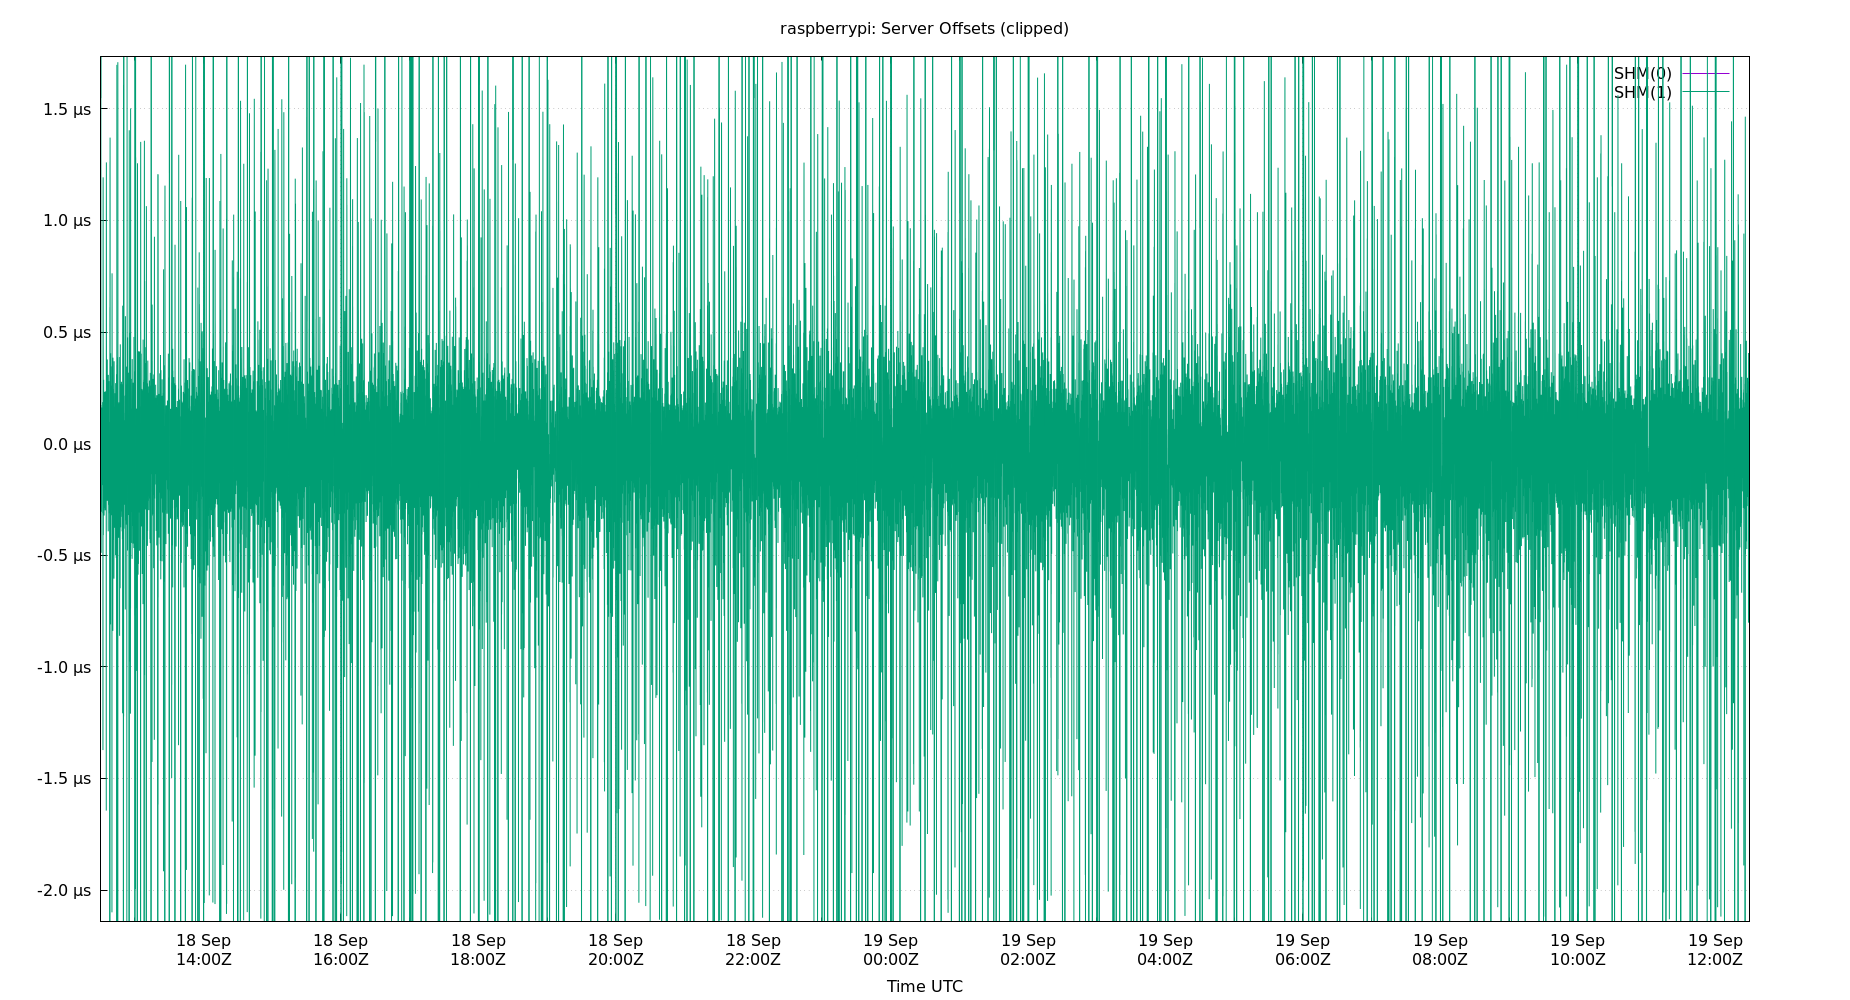 raspberrypi: Server Offsets (clipped)
SHM(0)
SHM(1)
1.5 µs
1.0 µs
0.5 µs
0.0 µs
-0.5 µs
-1.0 µs
-1.5 µs
-2.0 µs
18 Sep 18 Sep 18 Sep 18 Sep 18 Sep 19 Sep 19 Sep 19 Sep 19 Sep 19 Sep 19 Sep 19 Sep
14:00Z 16:00Z 18:00Z 20:00Z 22:00Z 00:00Z 02:00Z 04:00Z 06:00Z 08:00Z 10:00Z 12:00Z
Time UTC